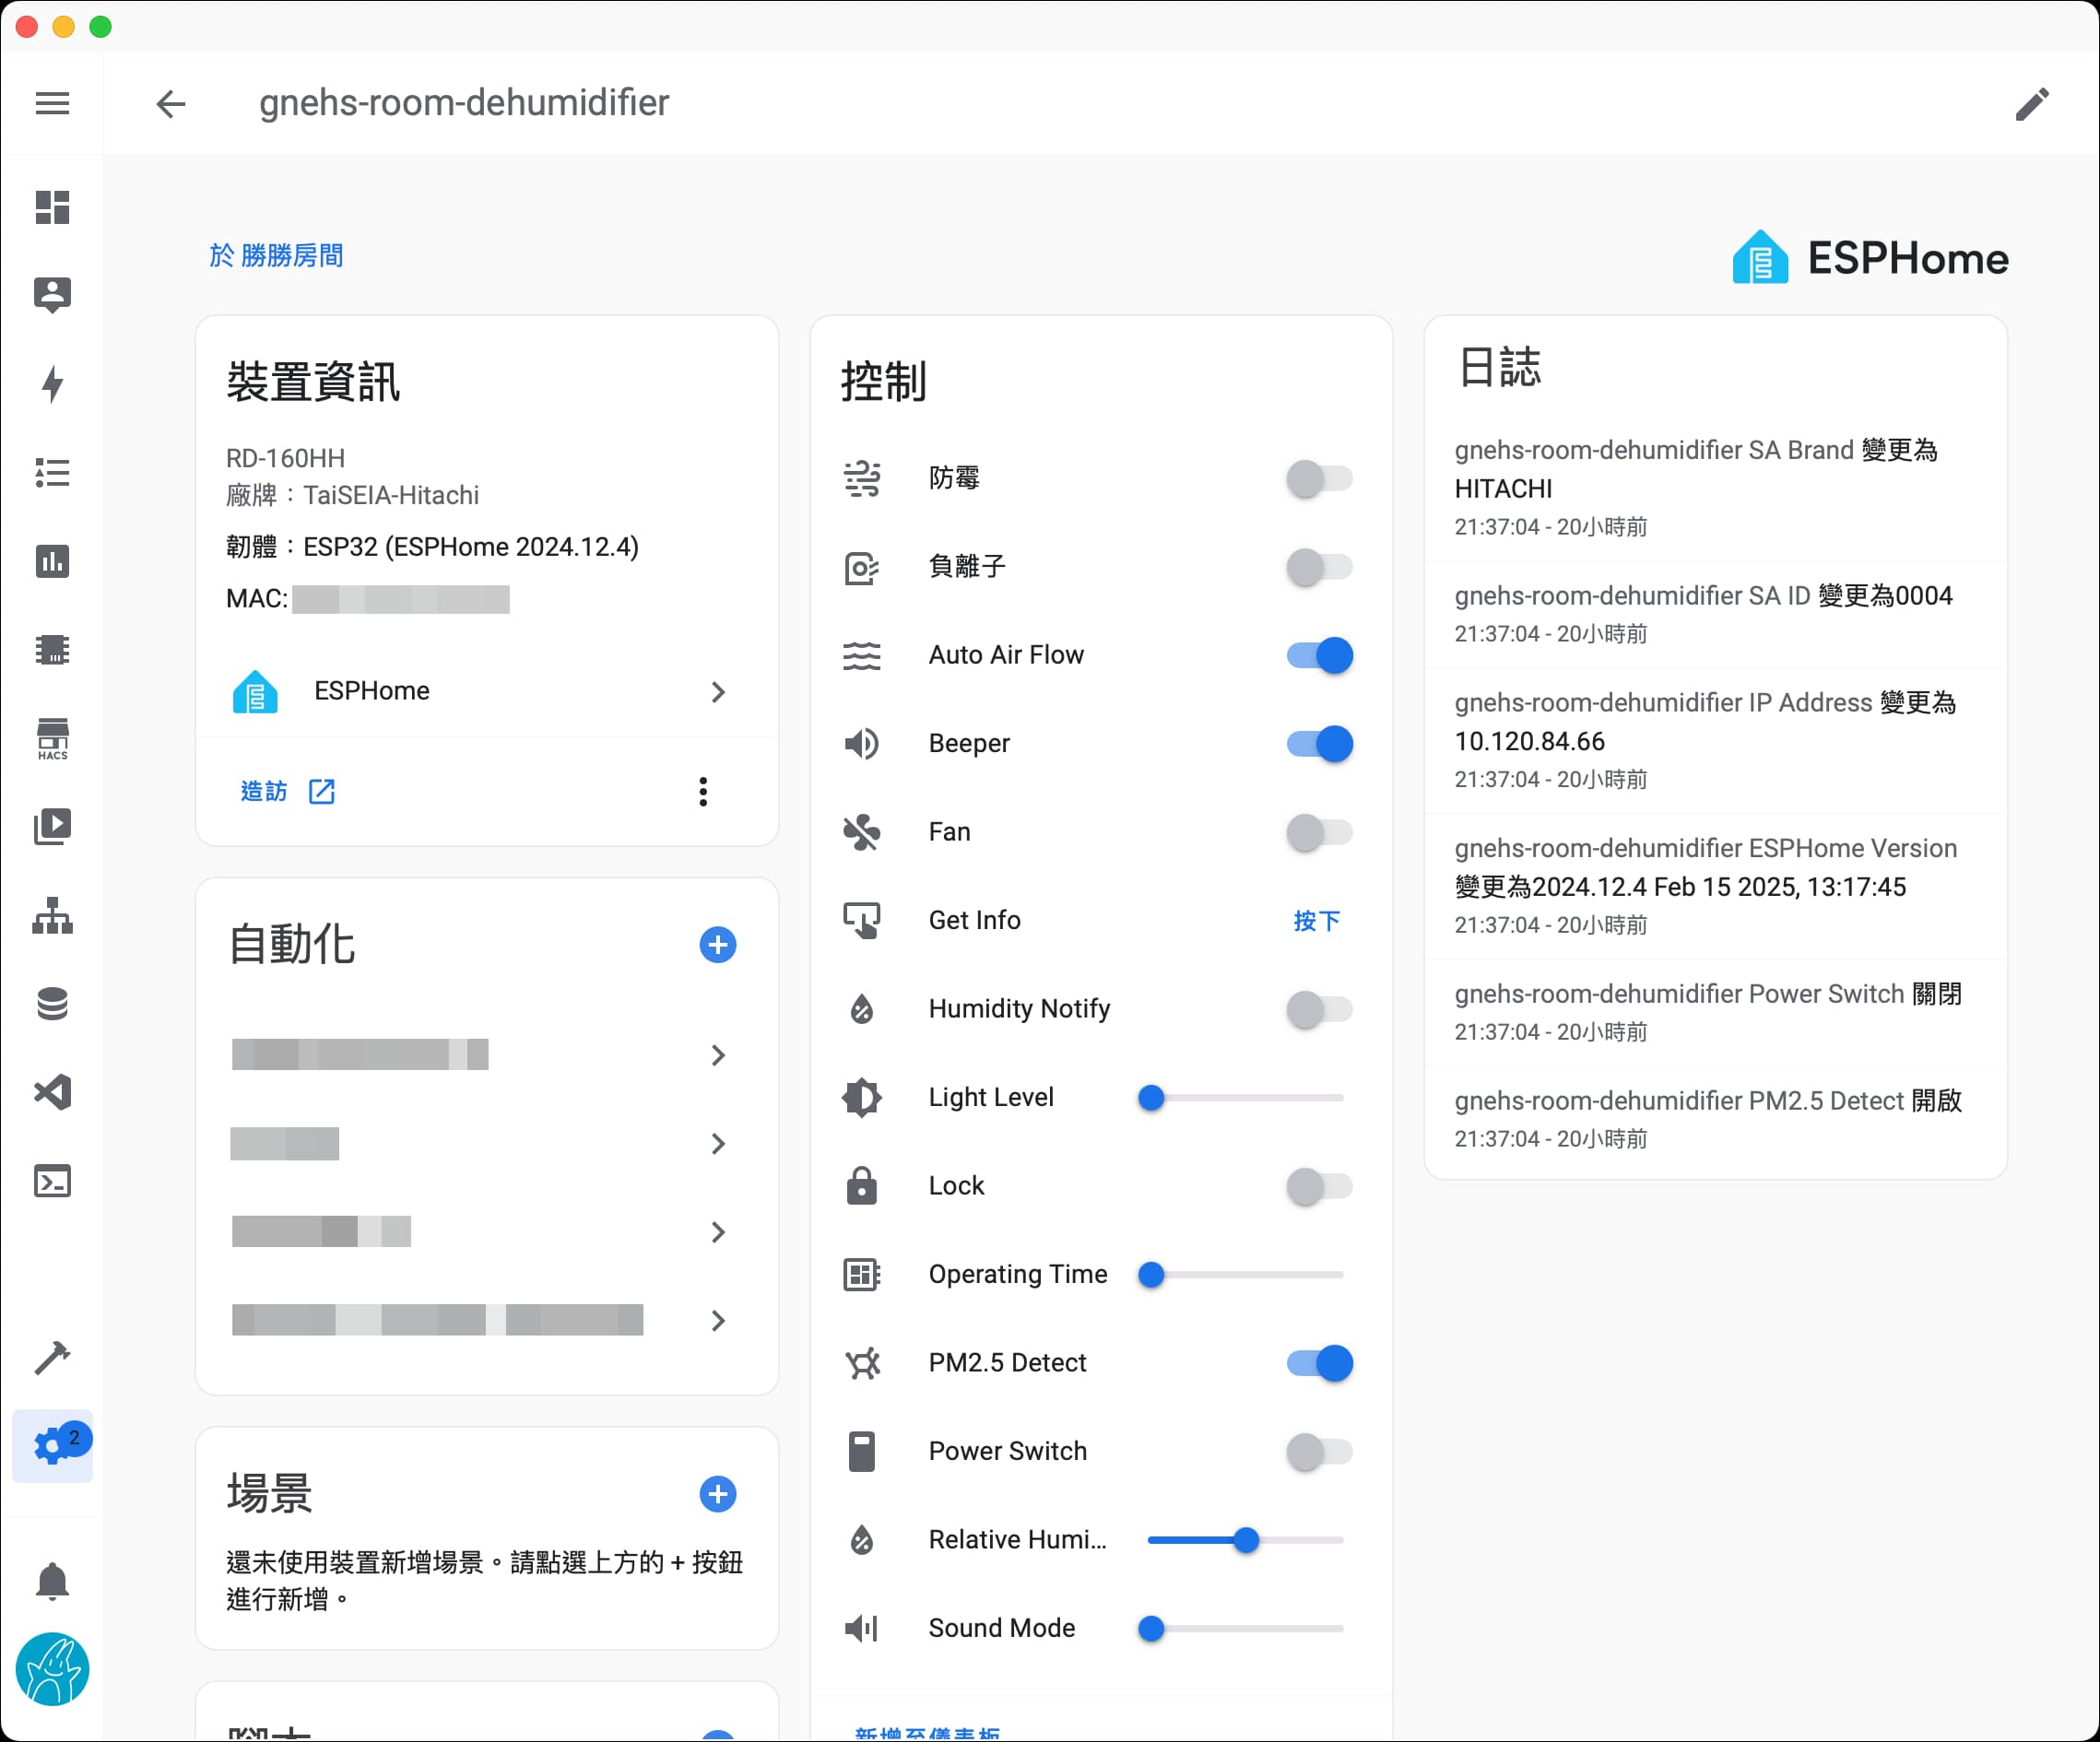 gnehs-room-dehumidifier
於 勝勝房間
ESPHome
裝置資訊
RD-160HH
廠牌：TaiSEIA-Hitachi
韌體：ESP32 (ESPHome 2024.12.4)
MAC:
ESPHome
造訪
自動化
場景
還未使用裝置新增場景。請點選上方的 + 按鈕
進行新增。
控制
防霉
負離子
Auto Air Flow
Beeper
Fan
Get Info
按下
Humidity Notify
Light Level
Lock
Operating Time
PM2.5 Detect
Power Switch
Relative Humi...
Sound Mode
新增至儀表板
日誌
gnehs-room-dehumidifier SA Brand 變更為
HITACHI
21:37:04 - 20小時前
gnehs-room-dehumidifier SA ID 變更為0004
21:37:04 - 20小時前
gnehs-room-dehumidifier IP Address 變更為
10.120.84.66
21:37:04 - 20小時前
gnehs-room-dehumidifier ESPHome Version
變更為2024.12.4 Feb 15 2025, 13:17:45
21:37:04 - 20小時前
gnehs-room-dehumidifier Power Switch 關閉
21:37:04 - 20小時前
gnehs-room-dehumidifier PM2.5 Detect 開啟
21:37:04 - 20小時前
HACS
2